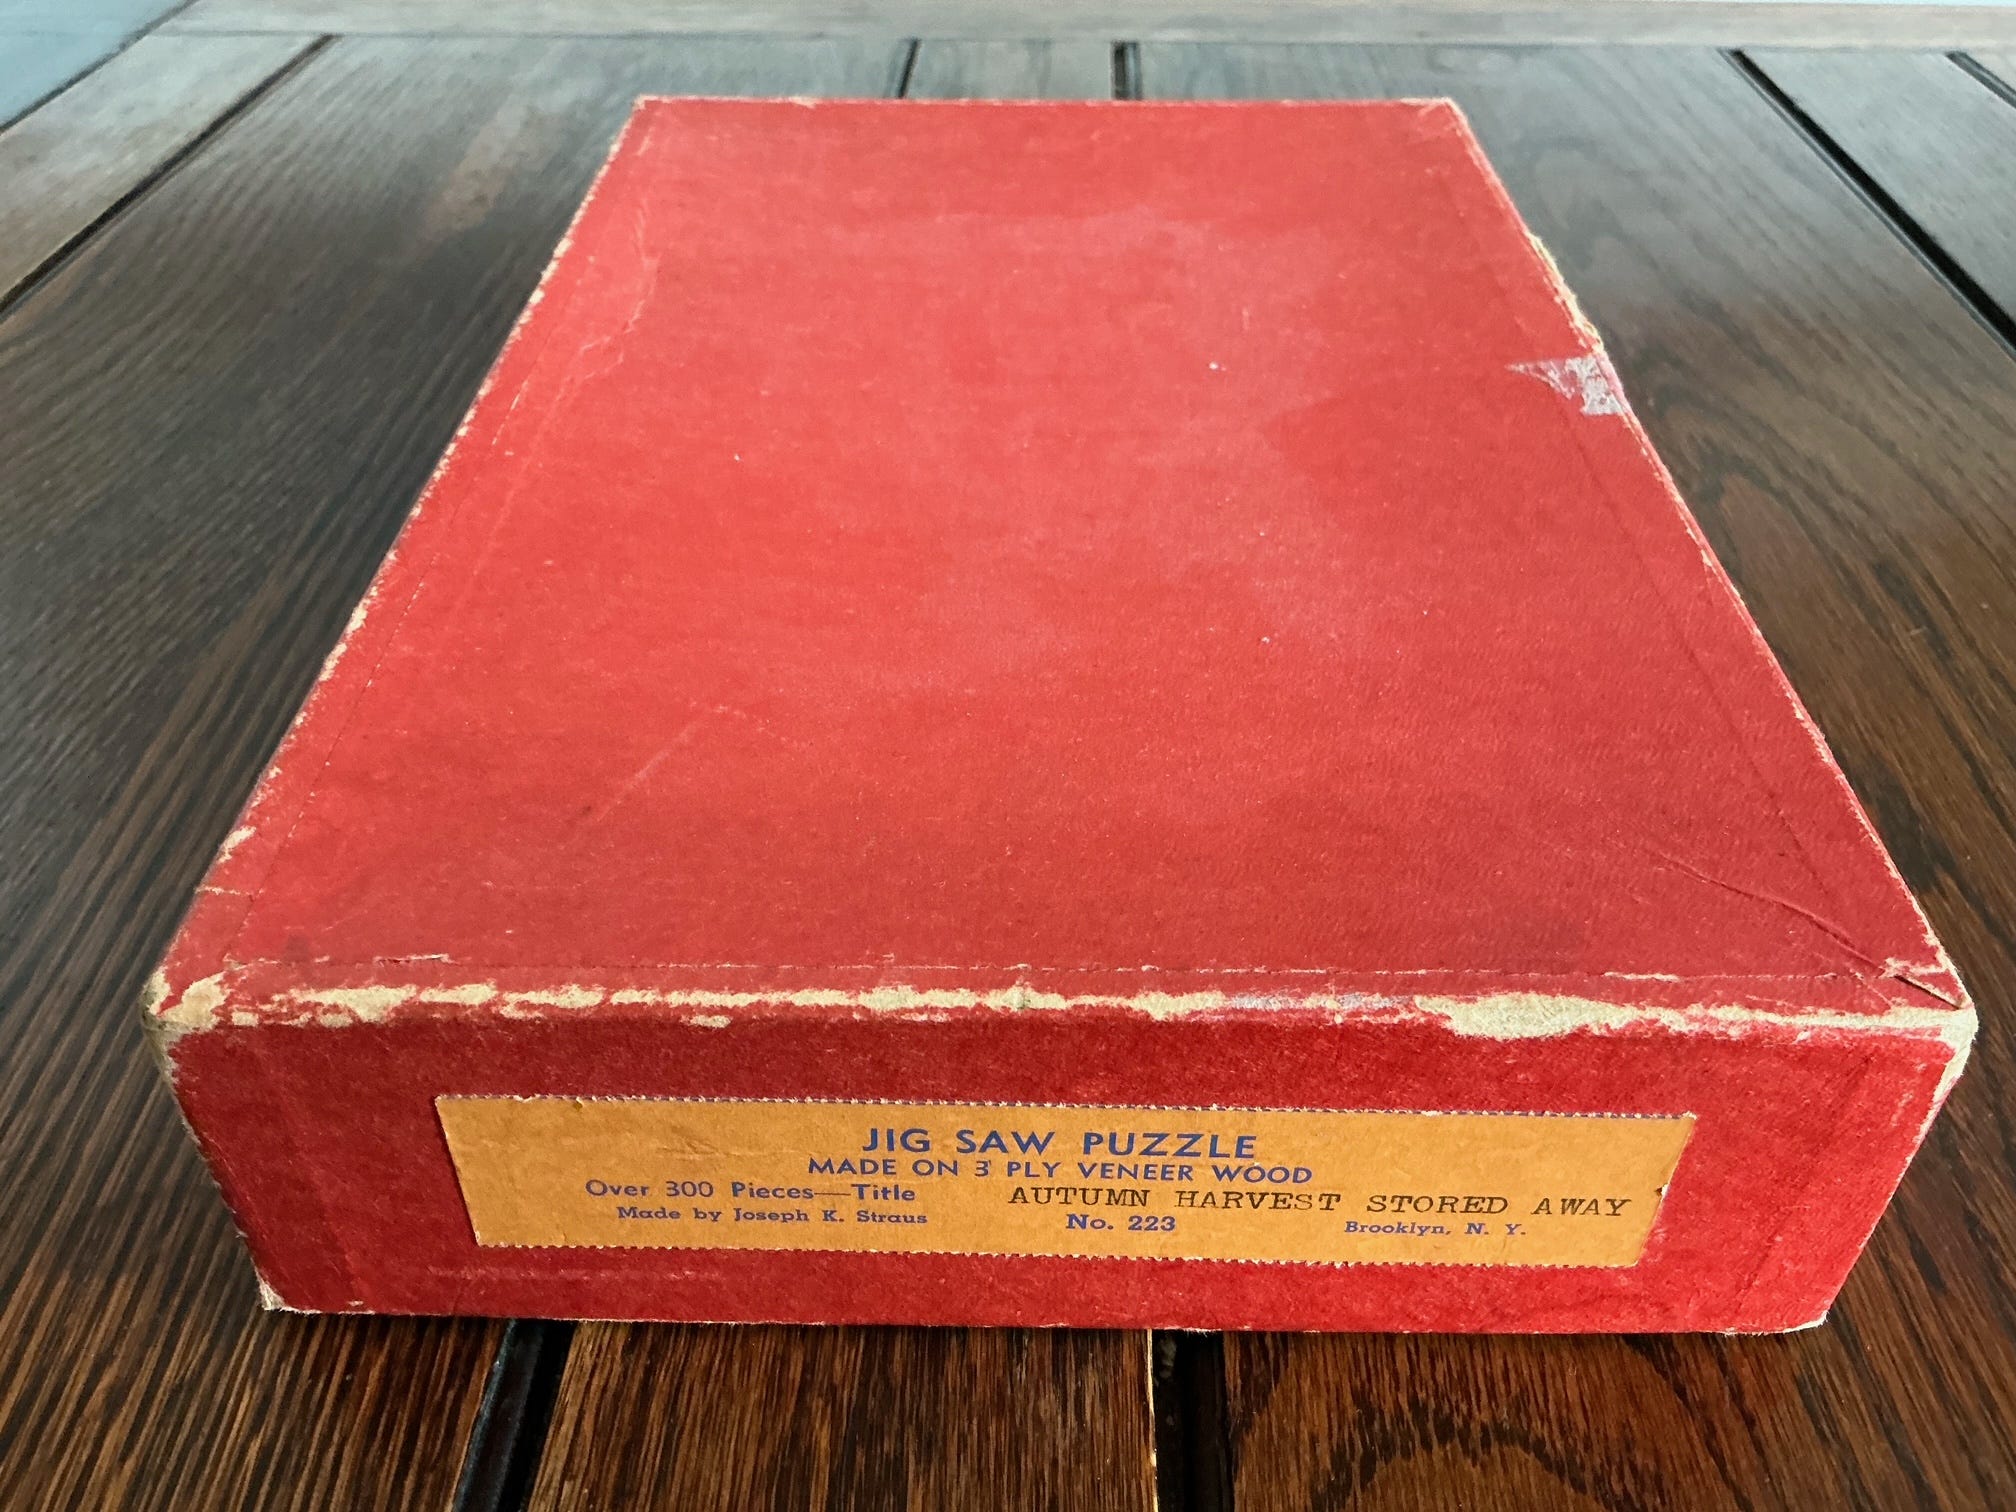 JIG SAW PUZZLE
MADE ON 3 PLY VENEER WOOD
Over 300 Pieces—Title AUTUMN HARVEST STORED AWAY
Made by Joseph K. Straus No. 223 Brooklyn, N. Y.